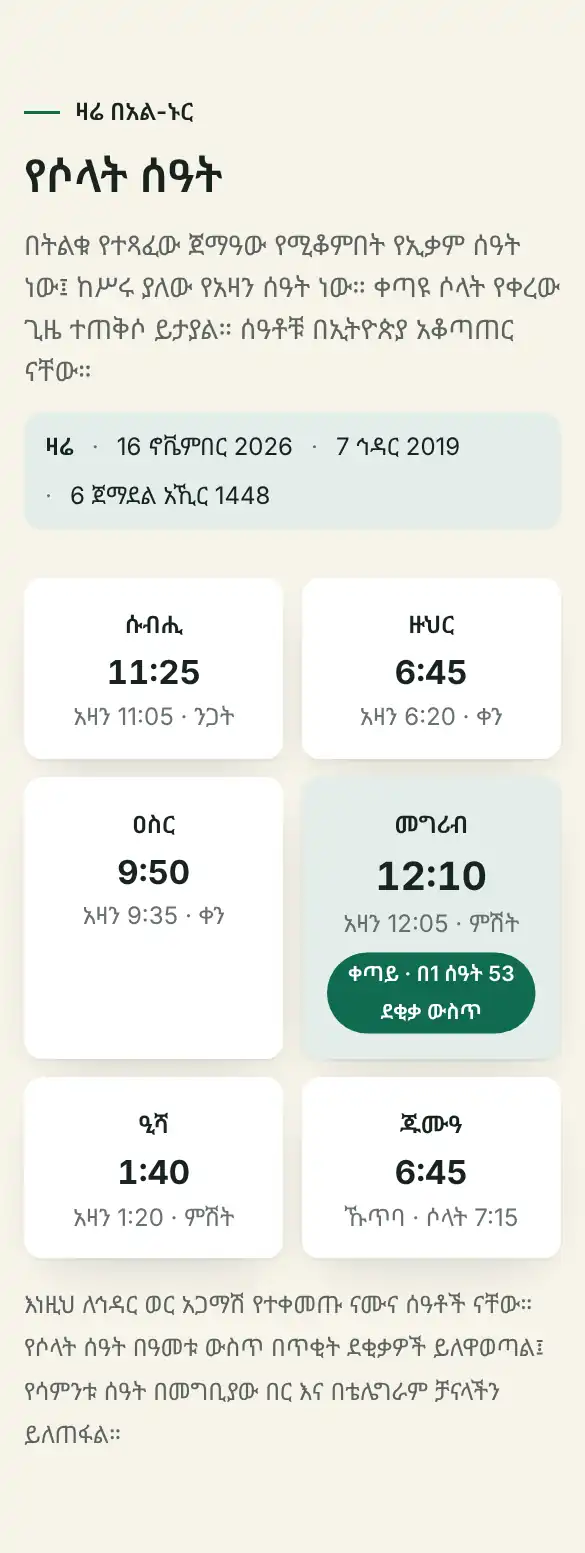 ዛሬ በአል-ኑር
የሶላት ሰዓት
በትልቁ የተጻፈው ጀማዓው የሚቆምበት የኢቃም ሰዓት
ነው፤ ከሥሩ ያለው የአዛን ሰዓት ነው። ቀጣዩ ሶላት የቀረው
ጊዜ ተጠቅሶ ይታያል። ሰዓቶቹ በኢትዮጵያ አቆጣጠር
ናቸው።
ዛሬ · 16 ኖቬምበር 2026 · 7 ኅዳር 2019
· 6 ጀማደል አኺር 1448
ሱብሒ
11:25
አዛን 11:05 · ንጋት
ዙህር
6:45
አዛን 6:20 · ቀን
ዐስር
9:50
አዛን 9:35 · ቀን
መግሪብ
12:10
አዛን 12:05 · ምሽት
ቀጣይ · በ1 ሰዓት 53
ደቂቃ ውስጥ
ዒሻ
1:40
አዛን 1:20 · ምሽት
ጁሙዓ
6:45
ኹጥባ · ሶላት 7:15
እነዚህ ለኅዳር ወር አጋማሽ የተቀመጡ ናሙና ሰዓቶች ናቸው።
የሶላት ሰዓት በዓመቱ ውስጥ በጥቂት ደቂቃዎች ይለዋወጣል፤
የሳምንቱ ሰዓት በመግቢያው በር እና በቴሌግራም ቻናላችን
ይለጠፋል።